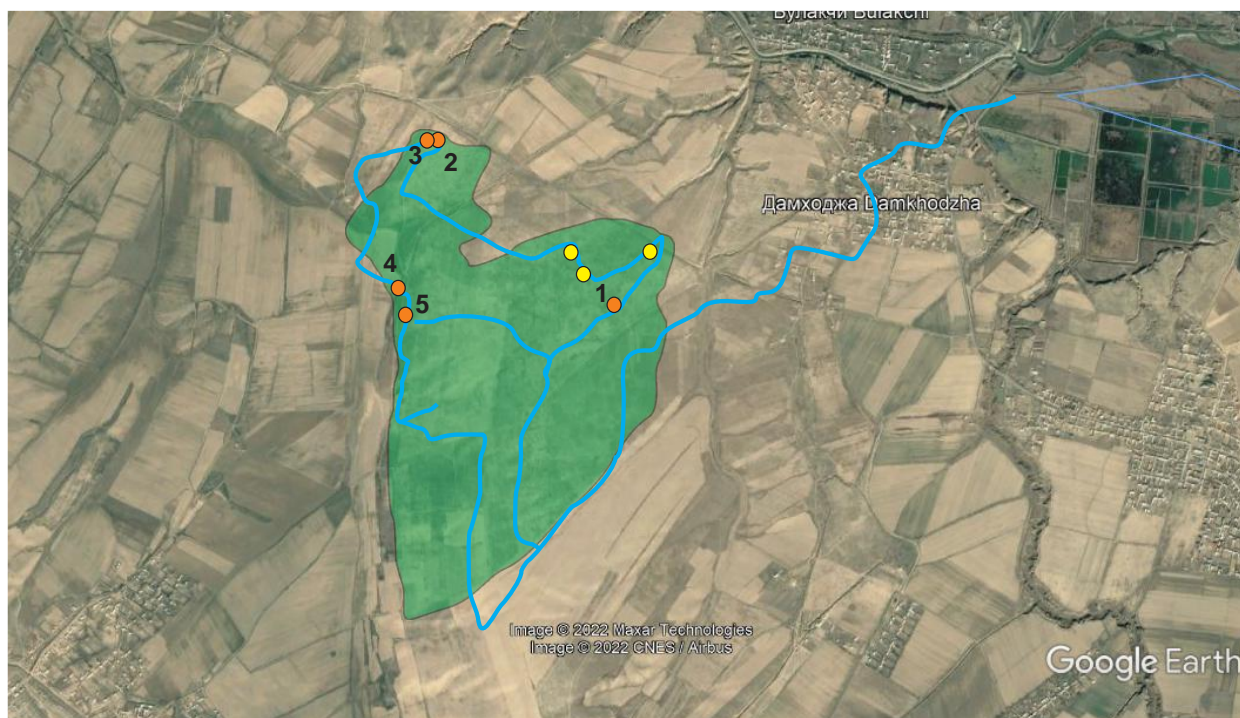 Булакчи Bulakchi
3
2
Дамходжа Damkhodzha
4
1
5
Image © 2022 Maxar Technologies
Image © 2022 CNES / Airbus
Google Earth